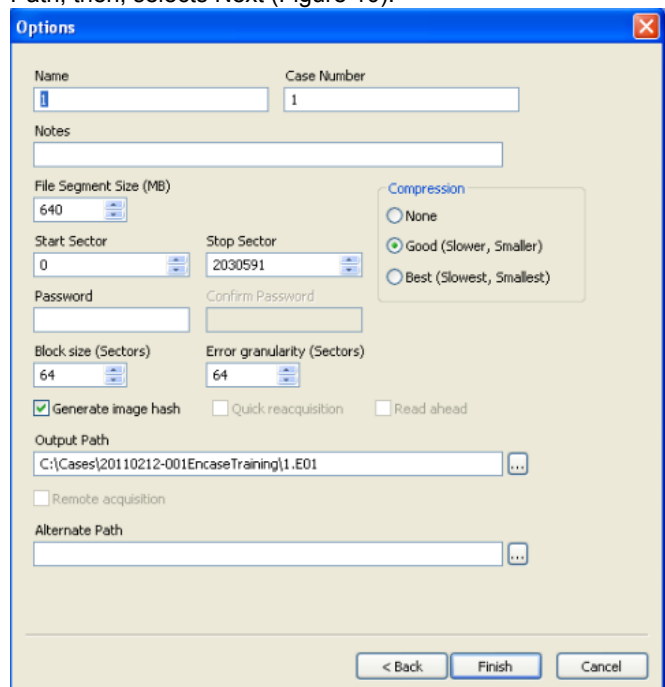 Path, then, selects Next (Figure 10).
Options
Name Case Number
1 1
Notes
File Segment Size (MB)
640
Compression
None
Good (Slower, Smaller)
Best (Slowest, Smallest)
Start Sector Stop Sector
0 2030591
Password Confirm Password
Block size (Sectors) Error granularity (Sectors)
64 64
Generate image hash Quick reacquisition Read ahead
Output Path
C:\Cases\20110212-001EncaseTraining\1.E01
...
Remote acquisition
Alternate Path
...
< Back Finish Cancel